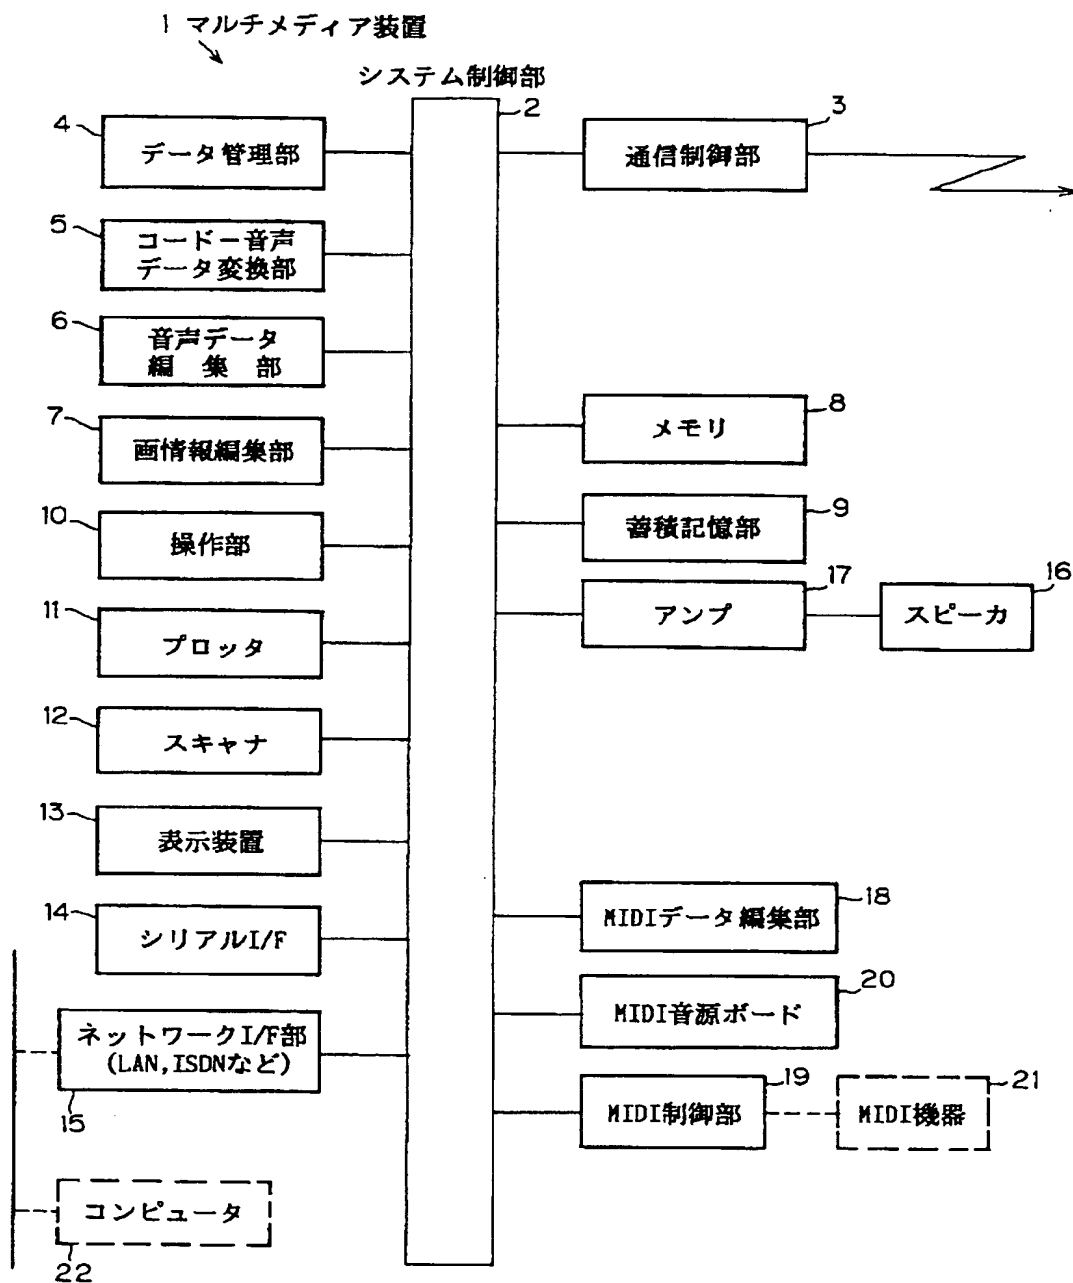 1 マルチメディア装置
システム制御部
2
3
通信制御部
4
データ管理部
5
コード－音声
データ変換部
6
音声データ
編 集 部
7
画情報編集部
8
メモリ
10
操作部
9
蓄積記憶部
11
プロッタ
17
アンプ
16
スピーカ
12
スキャナ
13
表示装置
14
シリアルI/F
18
MIDIデータ編集部
20
MIDI音源ボード
ネットワークI/F部
(LAN,ISDNなど)
15
19
MIDI制御部
21
MIDI機器
コンピュータ
22